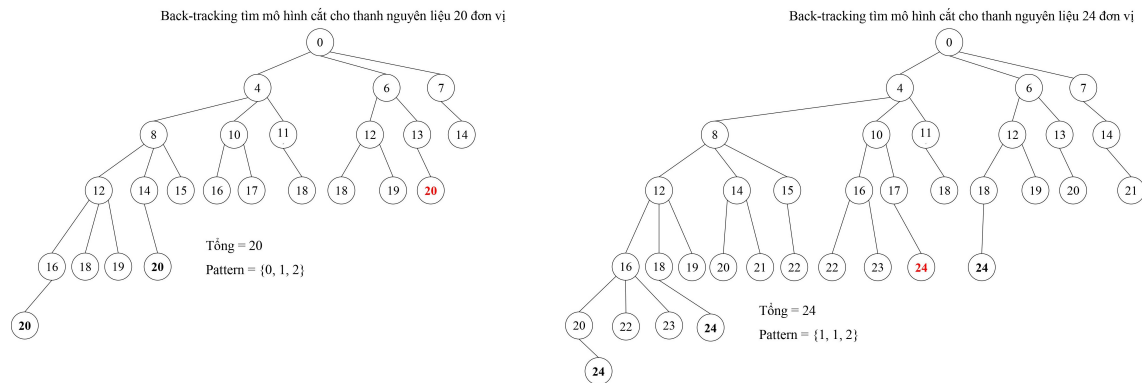 Back-tracking tìm mô hình cắt cho thanh nguyên liệu 20 đơn vị
0
4 6 7
8 10 11 12 13 14
12 14 15 16 17 18 18 19 20
16 18 19 20
20
Tổng = 20
Pattern = {0, 1, 2}
Back-tracking tìm mô hình cắt cho thanh nguyên liệu 24 đơn vị
0
4 6 7
8 10 11 12 13 14
12 14 15 16 17 18 18 19 20 21
16 18 19 20 21 22 22 23 24 24
20 22 23 24
24
Tổng = 24
Pattern = {1, 1, 2}